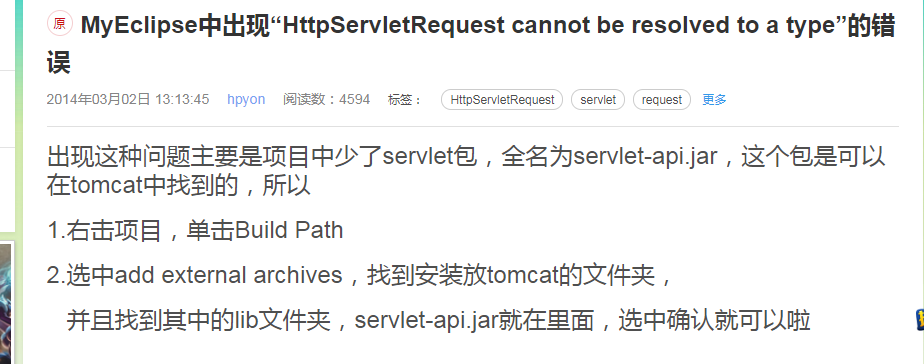 原 MyEclipse中出现“HttpServletRequest cannot be resolved to a type”的错
误
2014年03月02日 13:13:45 hpyon 阅读数：4594 标签： HttpServletRequest servlet request 更多
出现这种问题主要是项目中少了servlet包，全名为servlet-api.jar，这个包是可以
在tomcat中找到的，所以
1.右击项目，单击Build Path
2.选中add external archives，找到安装放tomcat的文件夹，
并且找到其中的lib文件夹，servlet-api.jar就在里面，选中确认就可以啦